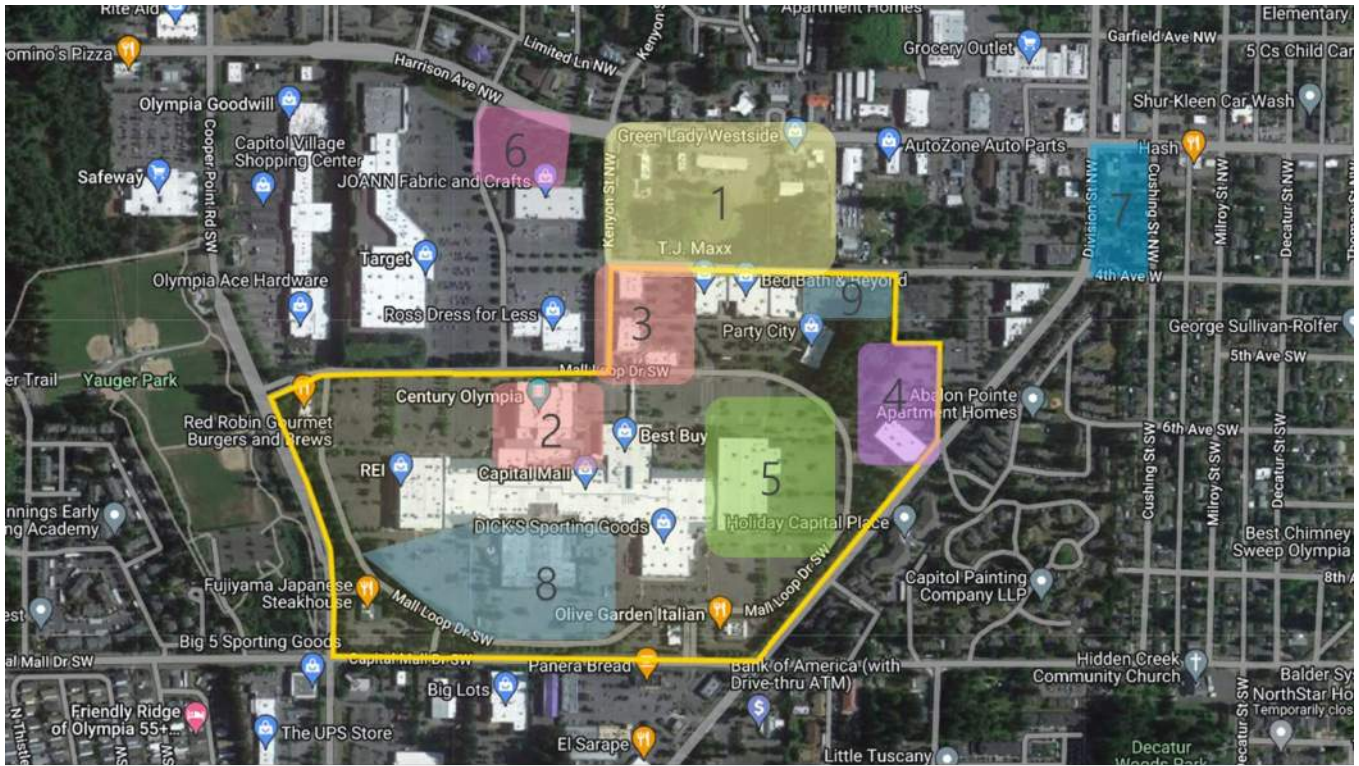 Rite Aid
Apartment Homes
Elementary
Domino's Pizza
Limited Ln NW
Kenyon S
Grocery Outlet
Garfield Ave NW
5 Cs Child Car
Harrison Ave NW
Olympia Goodwill
Shur-Kleen Car Wash
Cooper Point Rd SW
Capitol Village
Shopping Center
6
Green Lady Westside
AutoZone Auto Parts
Hash
Safeway
JOANN Fabric and Crafts
Kenyon St NW
1
Division St NW
7
Cushing St NW
Milroy St NW
Decatur St NW
Thomas St NW
T.J. Maxx
Target
4th Ave W
Olympia Ace Hardware
Bed Bath & Beyond
9
Ross Dress for Less
3
Party City
George Sullivan-Rolfer
5th Ave SW
er Trail
Yauger Park
Mall Loop Dr SW
Century Olympia
4
Abalon Pointe
Apartment Homes
Red Robin Gourmet
Burgers and Brews
2
Best Buy
6th Ave SW
REI
Capital Mall
5
Cushing St SW
Milroy St SW
Decatur St SW
nnings Early
ng Academy
DICK'S Sporting Goods
Holiday Capital Place
Best Chimney
Sweep Olympia
8th A
Fujiyama Japanese
Steakhouse
8
Capitol Painting
Company LLP
Mall Loop Dr SW
Olive Garden Italian
Mall Loop Dr SW
est
Big 5 Sporting Goods
al Mall Dr SW
Capital Mall Dr SW
Panera Bread
Bank of America (with
Drive-thru ATM)
Hidden Creek
Community Church
Balder Sys
Big Lots
NorthStar Ho
Temporarily clos
Friendly Ridge
of Olympia 55+...
N Thistle
The UPS Store
El Sarape
Little Tuscany
Decatur
Woods Park
Decatur St SW